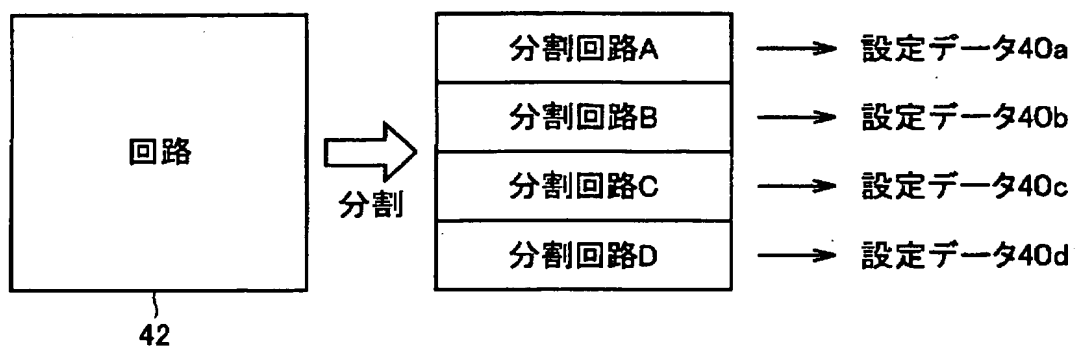 回路
42
分割
分割回路A
設定データ40a
分割回路B
設定データ40b
分割回路C
設定データ40c
分割回路D
設定データ40d